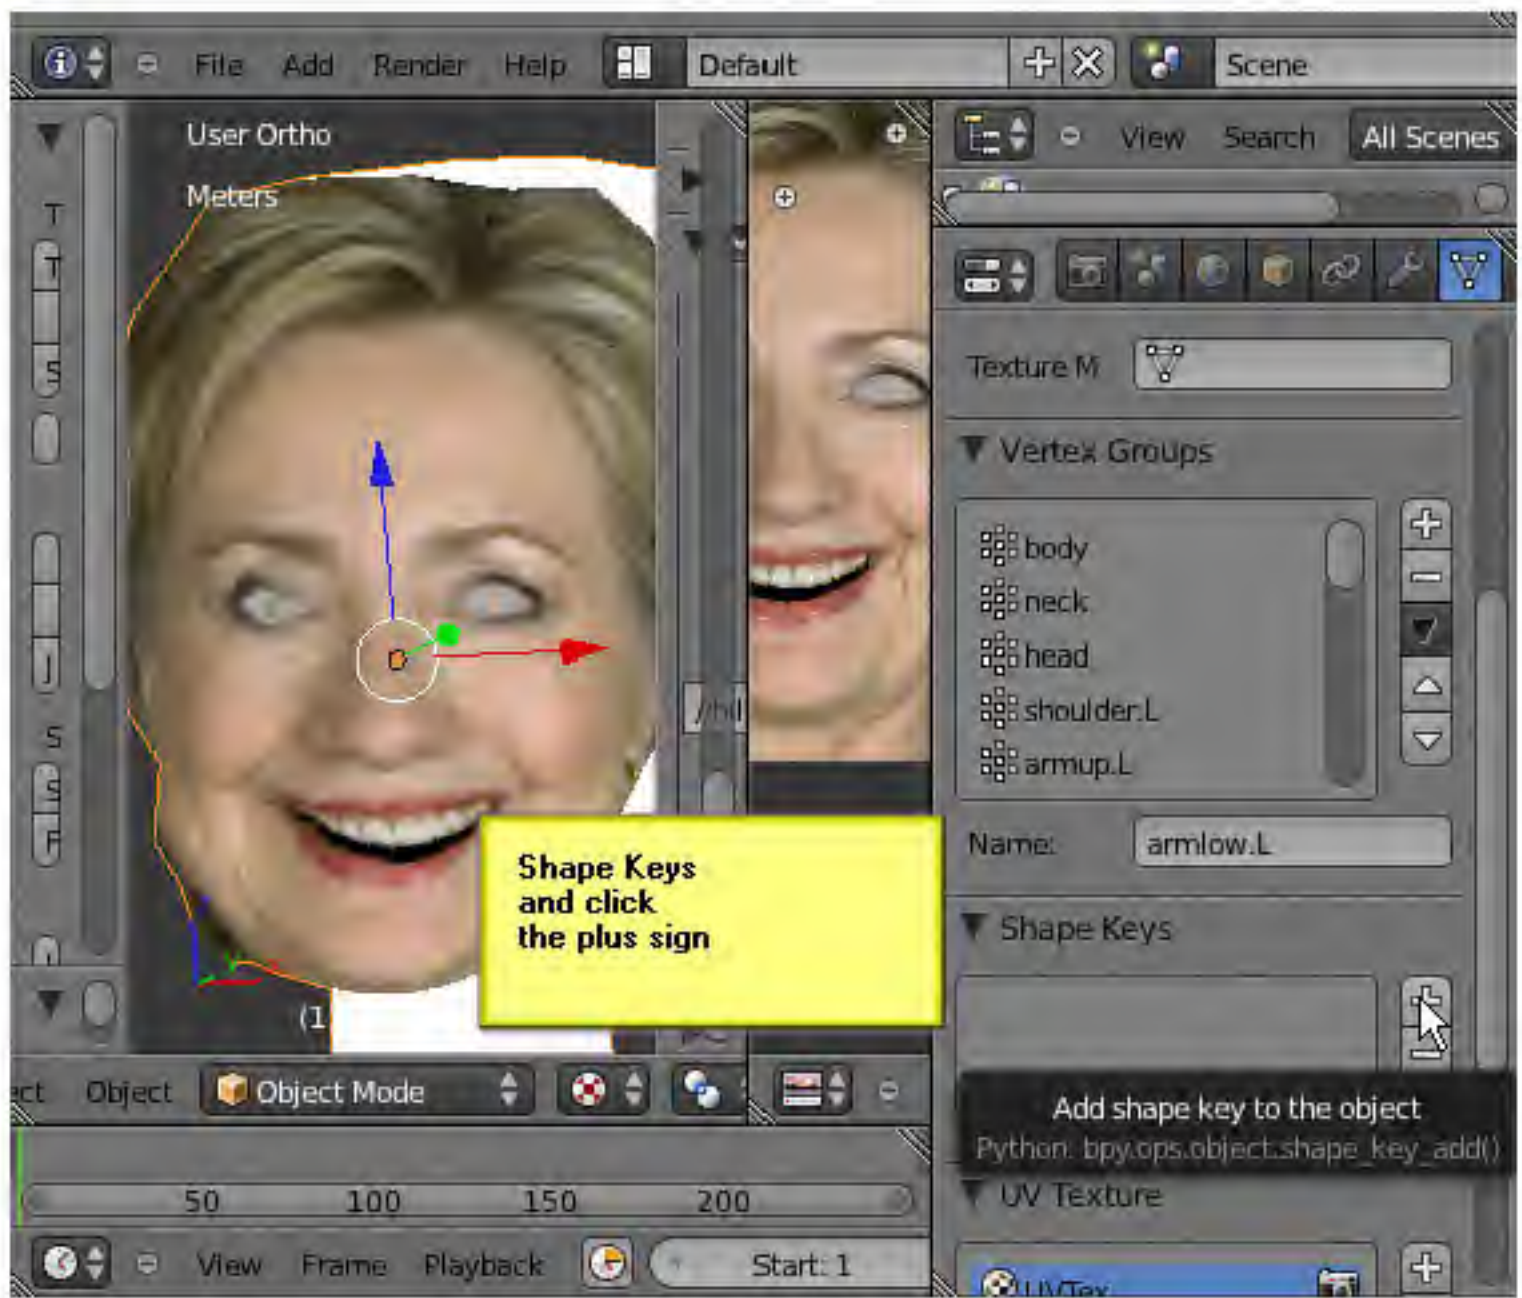 File Add Render Help Default Scene
User Ortho
Meters
View Search All Scenes
T
T
S
J
S
S
F
Texture M
Vertex Groups
body
neck
head
shoulder.L
armup.L
Name: armlow.L
Shape Keys
and click
the plus sign
Shape Keys
(1
Object Object Mode
Add shape key to the object
Python: bpy.ops.object.shape_key_add()
50 100 150 200
UV Texture
View Frame Playback Start: 1
UVTex